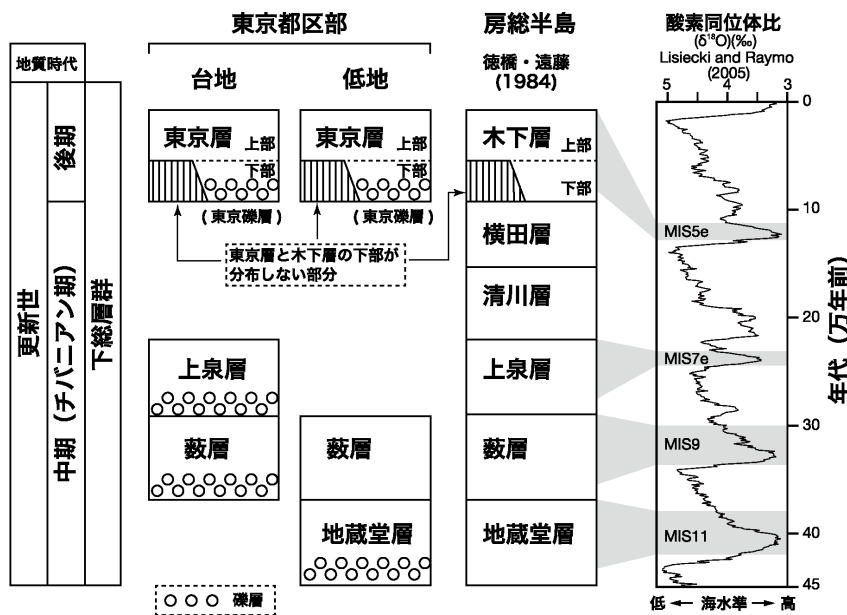 東京都区部
房総半島
酸素同位体比
(δ¹⁸O)(‰)
Lisiecki and Raymo
(2005)
地質時代
台地
低地
徳橋・遠藤
(1984)
5 4 3
更新世
後期
中期(チバニアン期)
下総層群
東京層
上部
下部
(東京礫層)
東京層
上部
下部
(東京礫層)
木下層
上部
下部
東京層と木下層の下部が
分布しない部分
横田層
清川層
上泉層
上泉層
藪層
藪層
藪層
地蔵堂層
地蔵堂層
MIS5e
MIS7e
MIS9
MIS11
0
10
20
30
40
45
年代(万年前)
低 ← 海水準 → 高
礫層